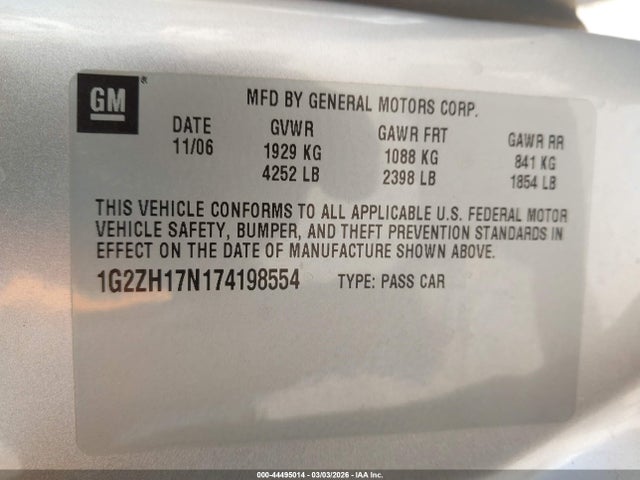 GM ®
MFD BY GENERAL MOTORS CORP.
DATE GVWR GAWR FRT GAWR RR
11/06 1929 KG 1088 KG 841 KG
4252 LB 2398 LB 1854 LB
THIS VEHICLE CONFORMS TO ALL APPLICABLE U.S. FEDERAL MOTOR
VEHICLE SAFETY, BUMPER, AND THEFT PREVENTION STANDARDS IN
EFFECT ON THE DATE OF MANUFACTURE SHOWN ABOVE.
1G2ZH17N174198554 TYPE: PASS CAR
000-44495014 | 03/03/2026 | IAA Inc.